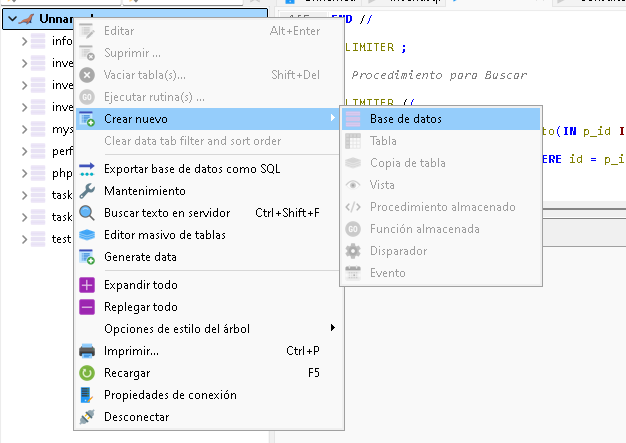 Editar Alt+Enter
Suprimir ...
Vaciar tabla(s)... Shift+Del
Ejecutar rutina(s) ...
Crear nuevo
Clear data tab filter and sort order
Exportar base de datos como SQL
Mantenimiento
Buscar texto en servidor Ctrl+Shift+F
Editor masivo de tablas
Generate data
Expandir todo
Replegar todo
Opciones de estilo del árbol
Imprimir... Ctrl+P
Recargar F5
Propiedades de conexión
Desconectar
Base de datos
Tabla
Copia de tabla
Vista
Procedimiento almacenado
Función almacenada
Disparador
Evento
info
inve
inve
inve
mys
perf
php
task
task
test
END //
LIMITER ;
Procedimiento para Buscar
LIMITER //
to(IN p_id I
ERE id = p_i